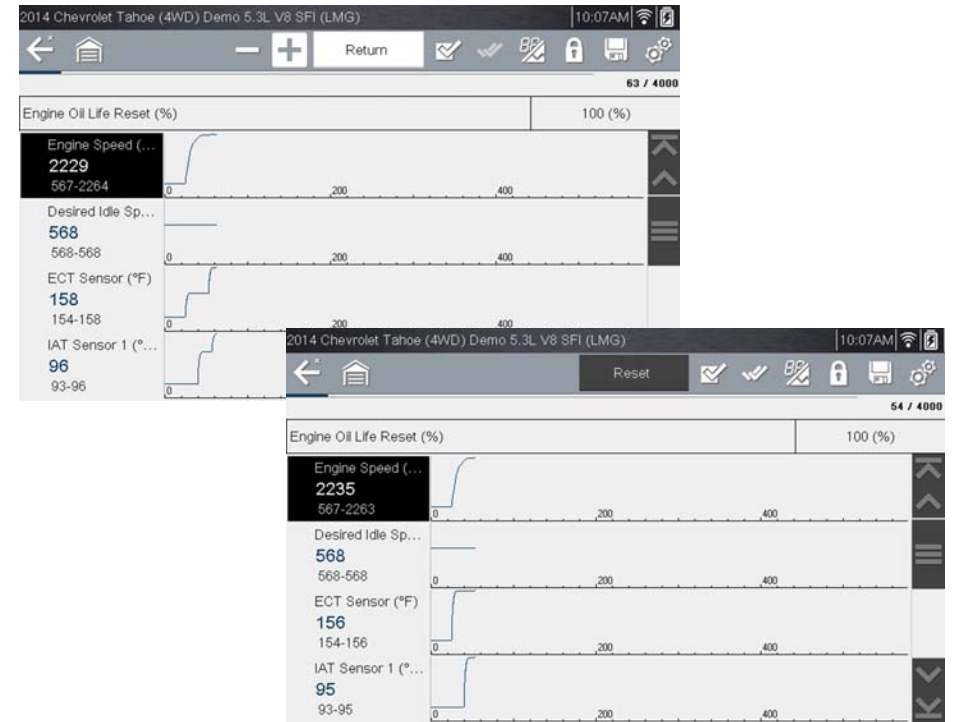 2014 Chevrolet Tahoe (4WD) Demo 5.3L V8 SFI (LMG) 10:07AM
Return
63 / 4000
Engine Oil Life Reset (%) 100 (%)
Engine Speed (...
2229
567-2264
0 200 400
Desired Idle Sp...
568
568-568
0 200 400
ECT Sensor (°F)
158
154-158
0 200 400
IAT Sensor 1 (°...
96
93-96
0
2014 Chevrolet Tahoe (4WD) Demo 5.3L V8 SFI (LMG) 10:07AM
Reset
54 / 4000
Engine Oil Life Reset (%) 100 (%)
Engine Speed (...
2235
567-2263
0 200 400
Desired Idle Sp...
568
568-568
0 200 400
ECT Sensor (°F)
156
154-156
0 200 400
IAT Sensor 1 (°...
95
93-95
0 200 400